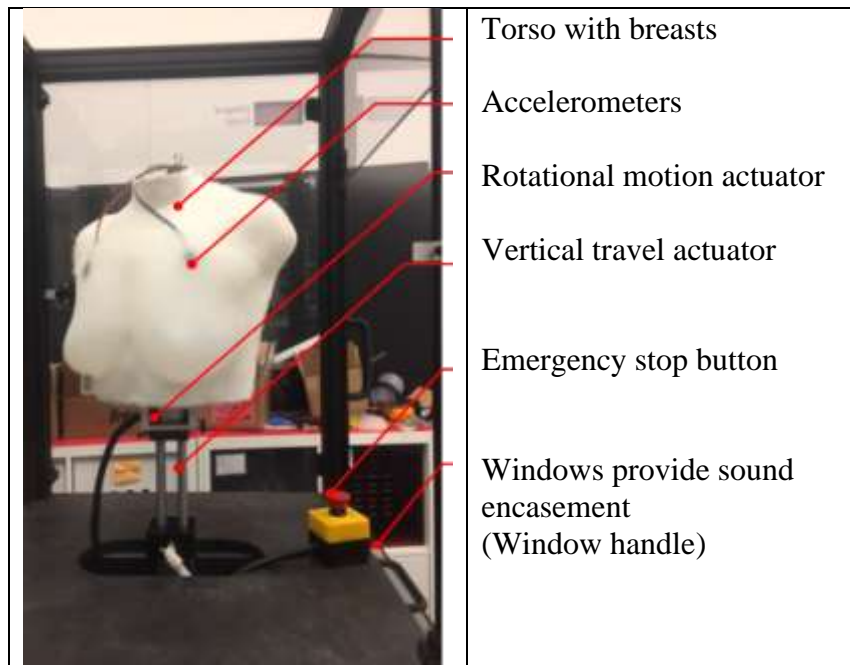 Torso with breasts
Accelerometers
Rotational motion actuator
Vertical travel actuator
Emergency stop button
Windows provide sound
encasement
(Window handle)